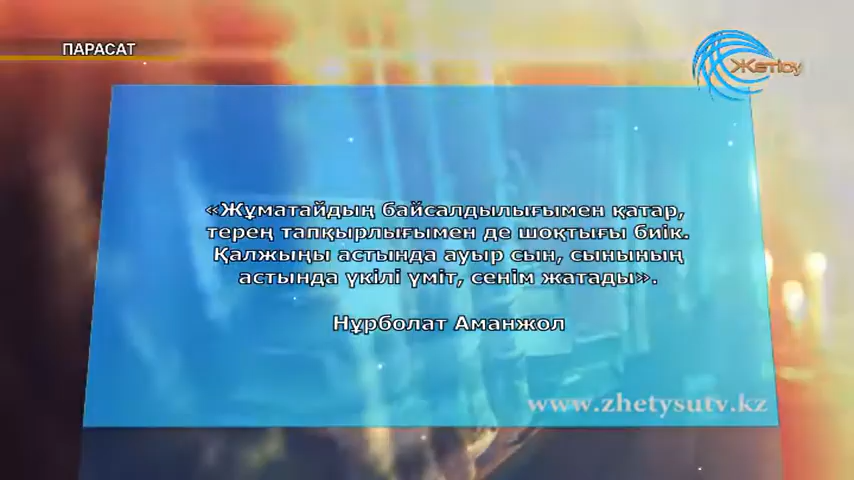 ПАРАСАТ
Жетісу
«Жұматайдың байсалдылығымен қатар,
терең тапқырлығымен де шоқтығы биік.
Қалжыңы астында ауыр сын, сынының
астында үкілі үміт, сенім жатады».
Нұрболат Аманжол
www.zhetysutv.kz